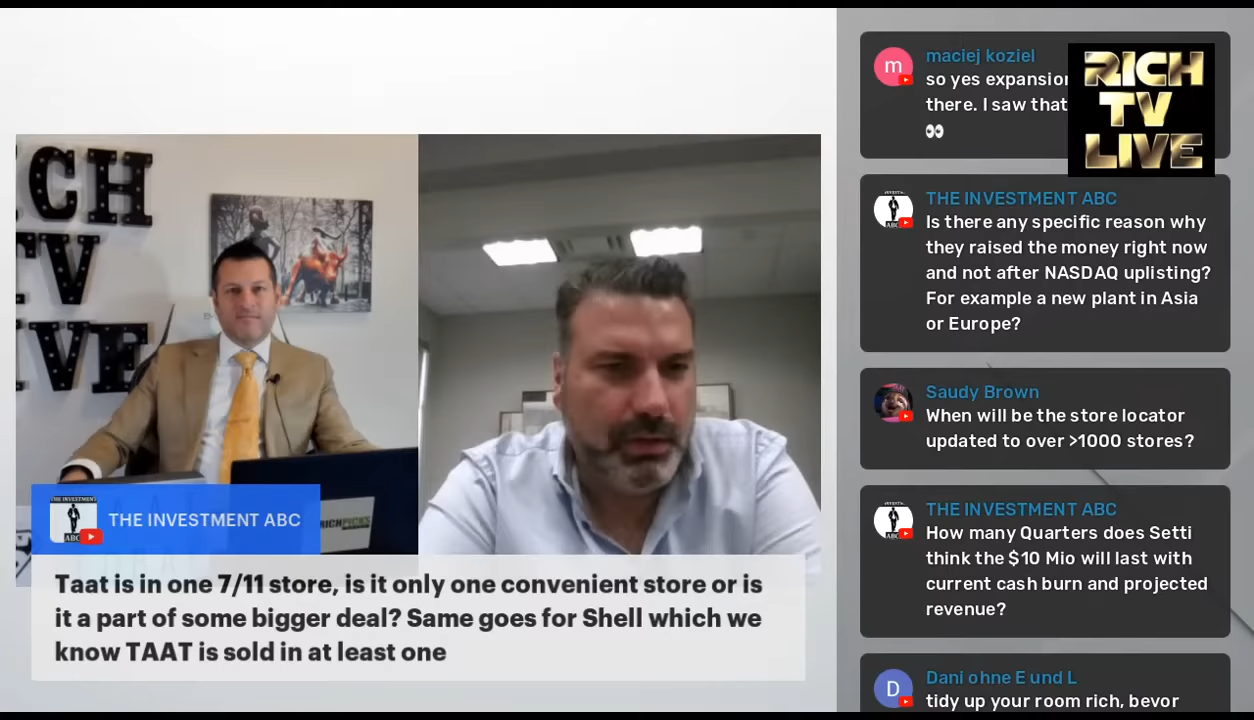 RICH
TV
LIVE
THE INVESTMENT ABC
RICHPICKS
Taat is in one 7/11 store, is it only one convenient store or is
it a part of some bigger deal? Same goes for Shell which we
know TAAT is sold in at least one
m
maciej koziel
so yes expansion
there. I saw that
👀
THE INVESTMENT ABC
Is there any specific reason why
they raised the money right now
and not after NASDAQ uplisting?
For example a new plant in Asia
or Europe?
Saudy Brown
When will be the store locator
updated to over >1000 stores?
THE INVESTMENT ABC
How many Quarters does Setti
think the $10 Mio will last with
current cash burn and projected
revenue?
D
Dani ohne E und L
tidy up your room rich, bevor